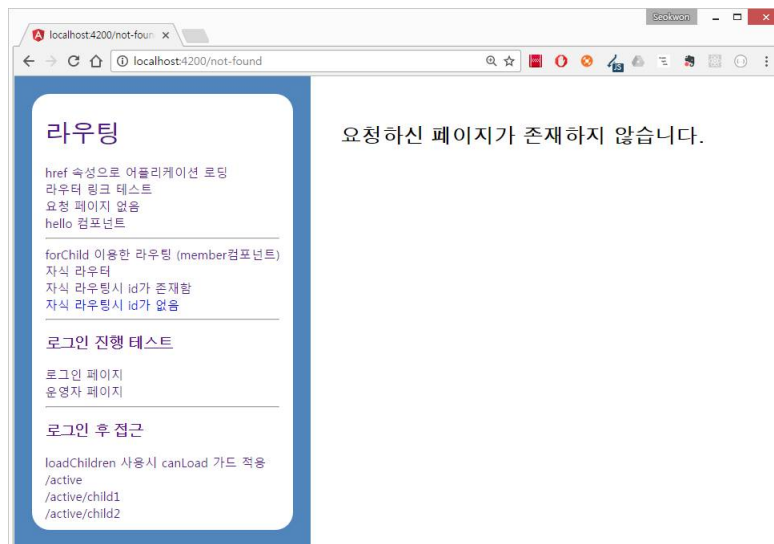 Seokwon
localhost:4200/not-foun
localhost:4200/not-found
JS
라우팅
href 속성으로 어플리케이션 로딩
라우터 링크 테스트
요청 페이지 없음
hello 컴포넌트
forChild 이용한 라우팅 (member컴포넌트)
자식 라우터
자식 라우팅시 id가 존재함
자식 라우팅시 id가 없음
로그인 진행 테스트
로그인 페이지
운영자 페이지
로그인 후 접근
loadChildren 사용시 canLoad 가드 적용
/active
/active/child1
/active/child2
요청하신 페이지가 존재하지 않습니다.